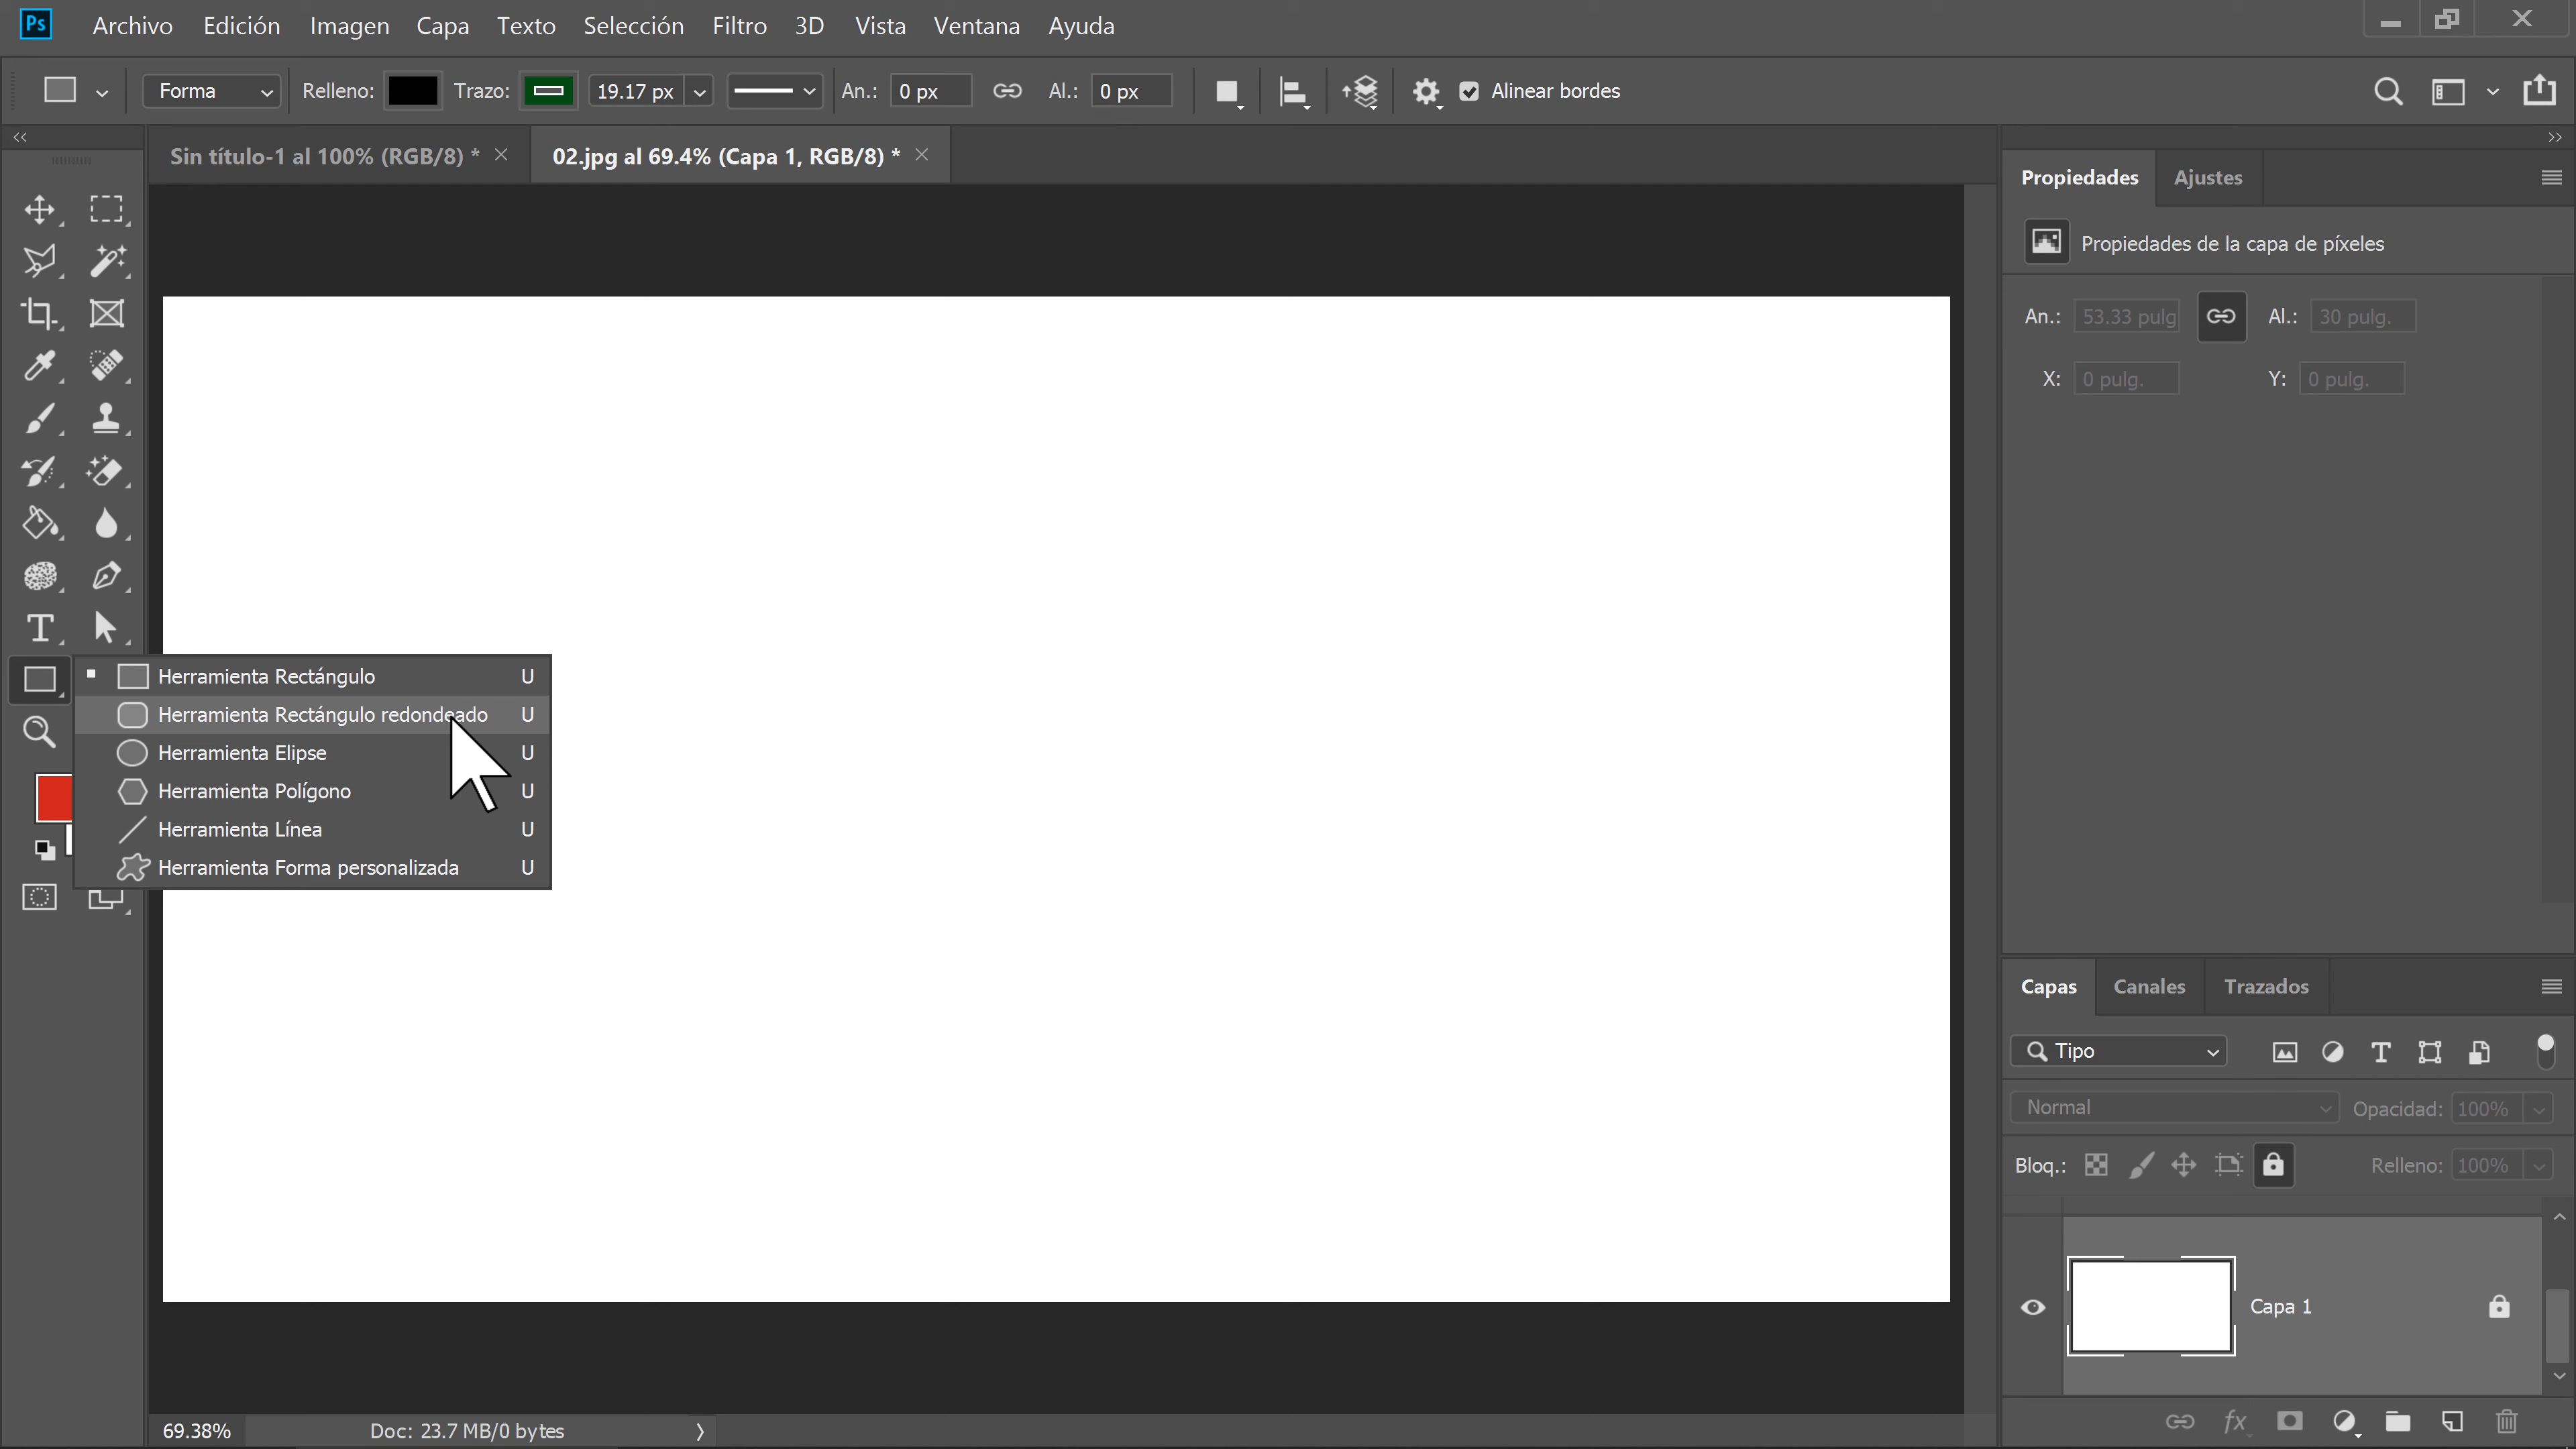 Ps Archivo Edición Imagen Capa Texto Selección Filtro 3D Vista Ventana Ayuda
Forma Relleno: Trazo: 19.17 px An.: 0 px Al.: 0 px Alinear bordes
Sin título-1 al 100% (RGB/8) * 02.jpg al 69.4% (Capa 1, RGB/8) *
Herramienta Rectángulo U
Herramienta Rectángulo redondeado U
Herramienta Elipse U
Herramienta Polígono U
Herramienta Línea U
Herramienta Forma personalizada U
69.38% Doc: 23.7 MB/0 bytes
Propiedades Ajustes
Propiedades de la capa de píxeles
An.: 53.33 pulg Al.: 30 pulg.
X: 0 pulg. Y: 0 pulg.
Capas Canales Trazados
Tipo
Normal Opacidad: 100%
Bloq.: Relleno: 100%
Capa 1
fx